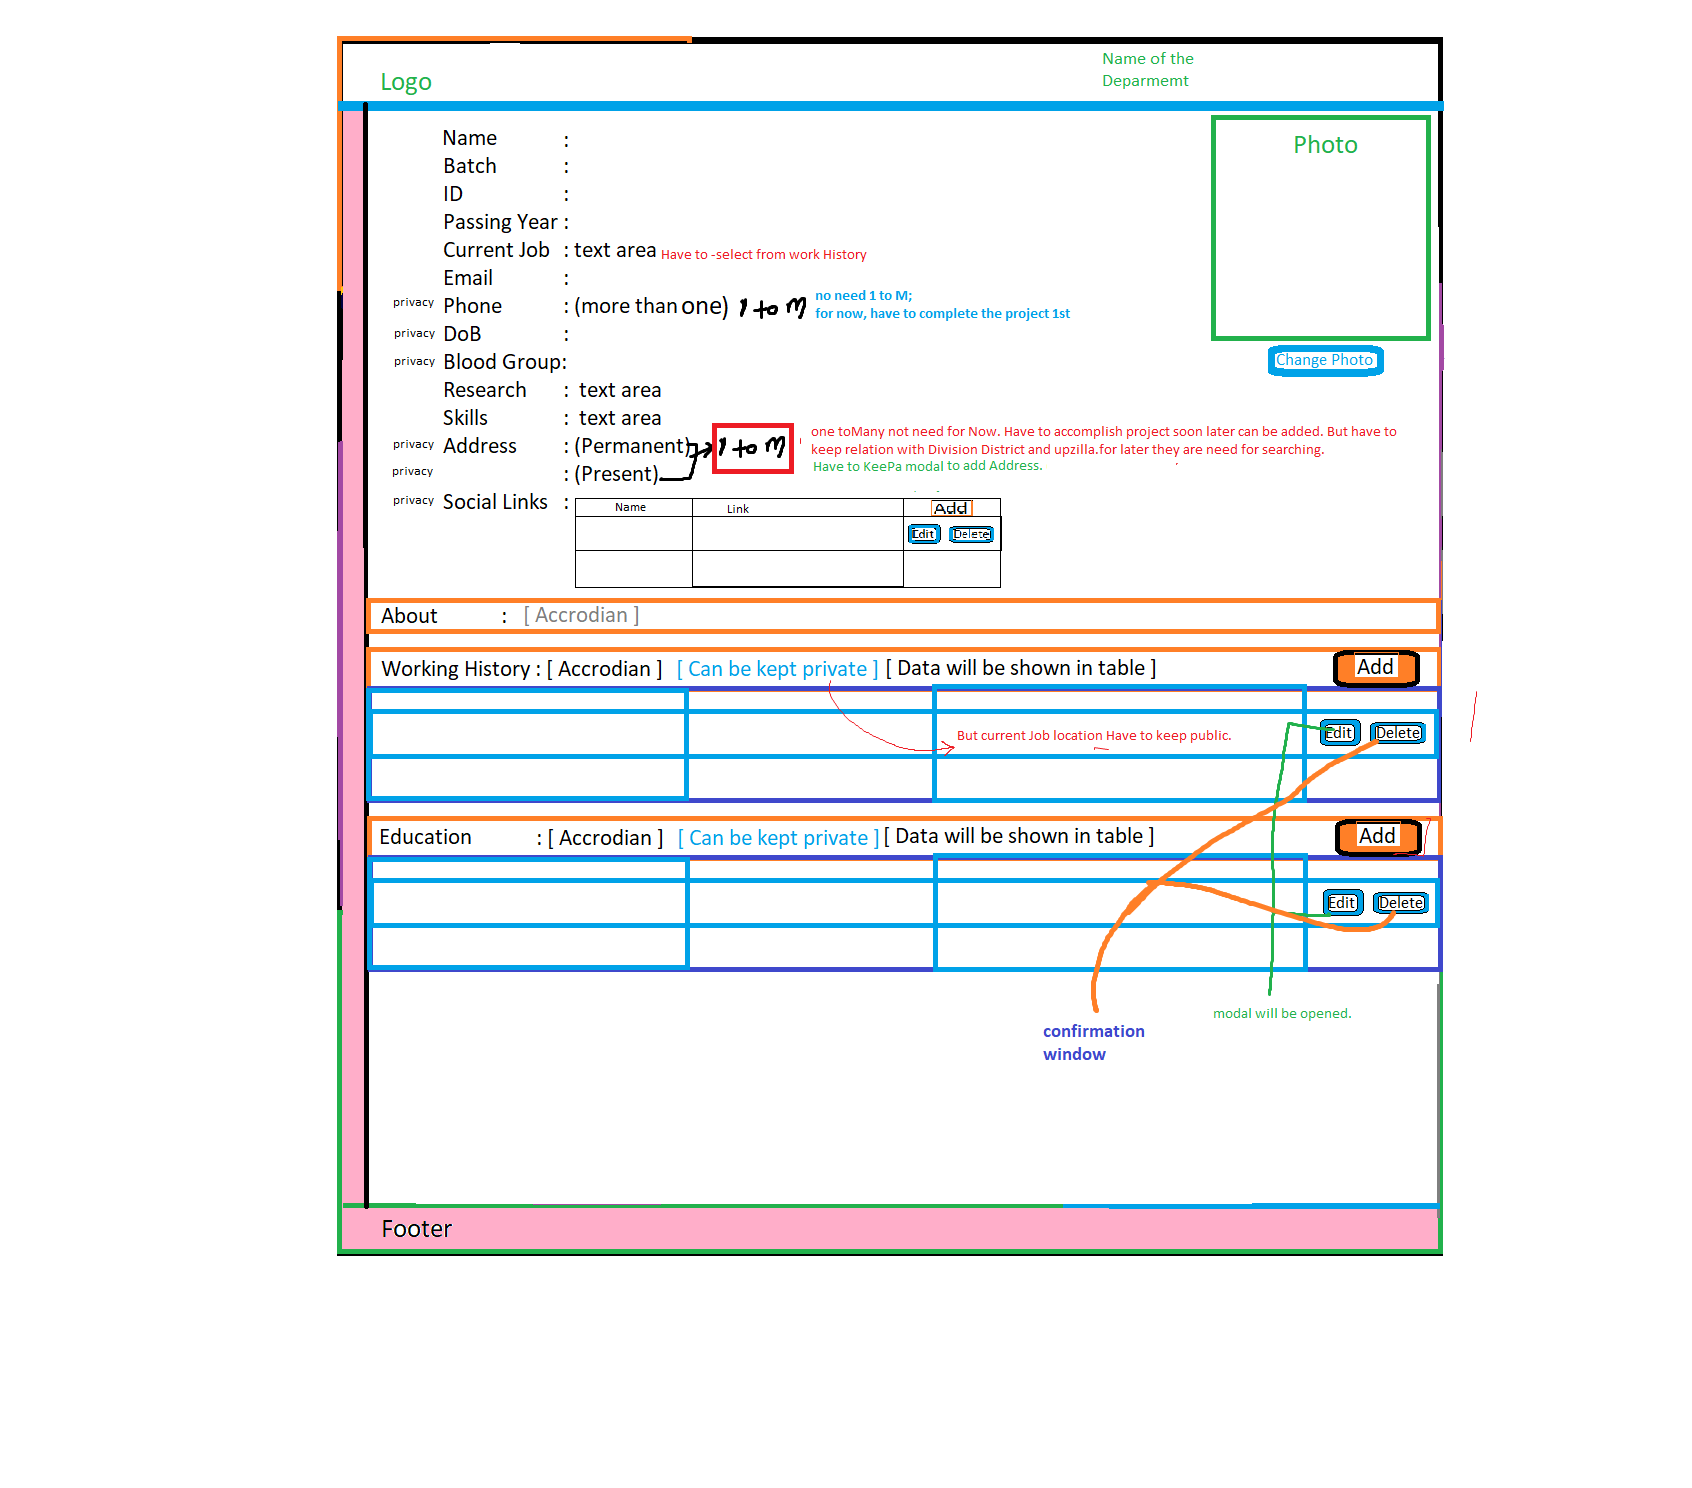 Logo
Name of the
Deparmemt
Photo
Name :
Batch :
ID :
Passing Year :
Current Job : text area Have to -select from work History
Email :
privacy Phone : (more than one) 1 to M no need 1 to M;
for now, have to complete the project 1st
privacy DoB :
Change Photo
privacy Blood Group:
Research : text area
Skills : text area
privacy Address : (Permanent) 1 to M one toMany not need for Now. Have to accomplish project soon later can be added. But have to
keep relation with Division District and upzilla.for later they are need for searching.
Have to KeePa modal to add Address.
privacy : (Present)
privacy Social Links :
Name Link Add
Edit Delete
About : [ Accrodian ]
Working History : [ Accrodian ] [ Can be kept private ] [ Data will be shown in table ] Add
But current Job location Have to keep public. Edit Delete
Education : [ Accrodian ] [ Can be kept private ] [ Data will be shown in table ] Add
Edit Delete
modal will be opened.
confirmation
window
Footer